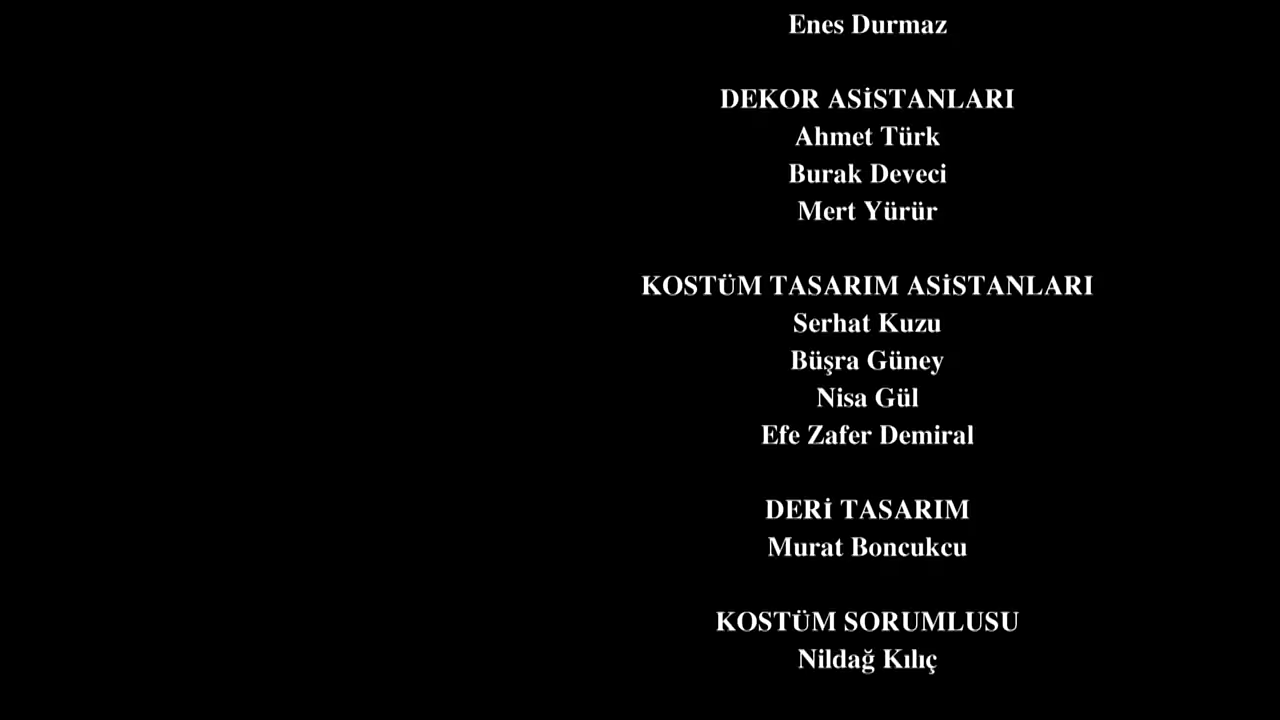 Enes Durmaz
DEKOR ASİSTANLARI
Ahmet Türk
Burak Deveci
Mert Yürür
KOSTÜM TASARIM ASİSTANLARI
Serhat Kuzu
Büşra Güney
Nisa Gül
Efe Zafer Demiral
DERİ TASARIM
Murat Boncukcu
KOSTÜM SORUMLUSU
Nildağ Kılıç